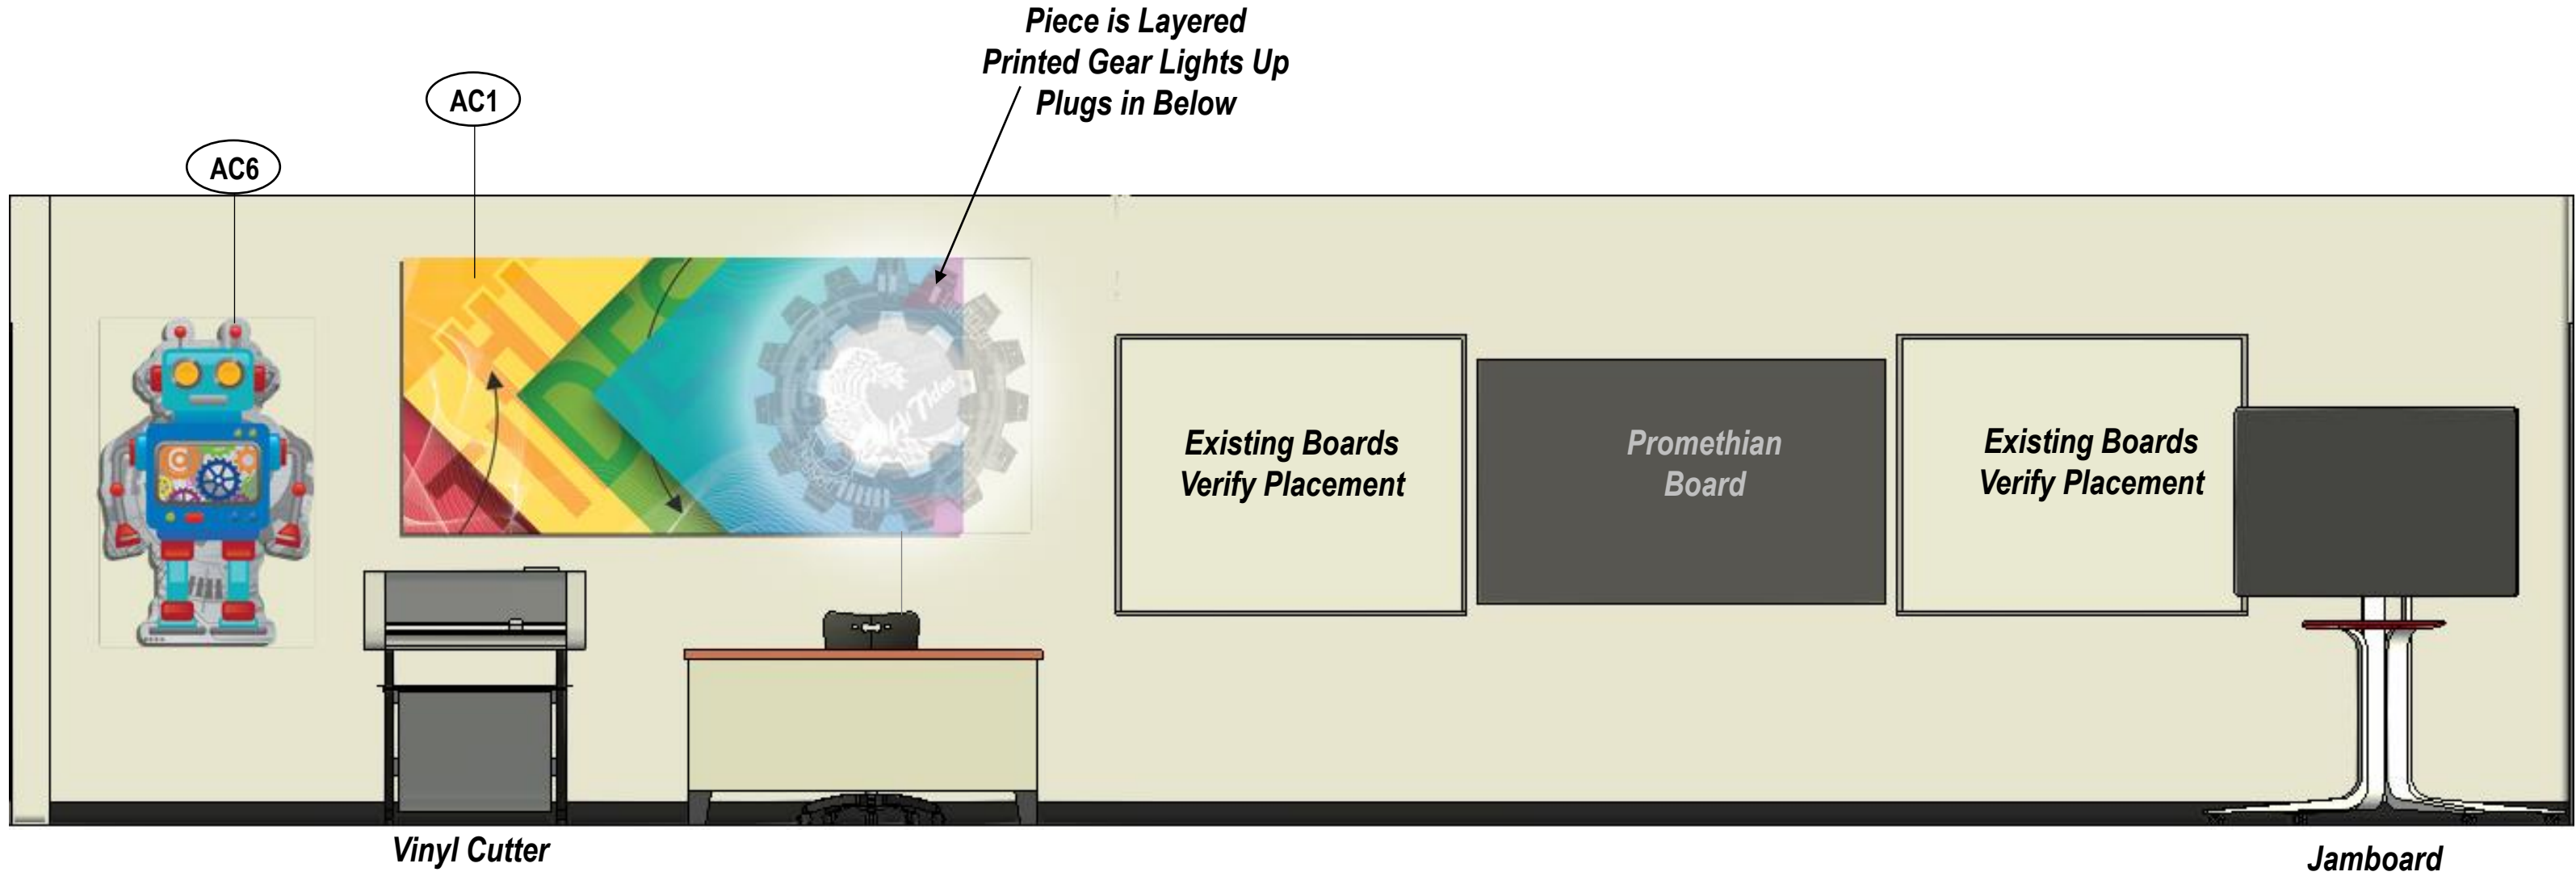 Piece is Layered
Printed Gear Lights Up
Plugs in Below
AC1
AC6
Existing Boards
Verify Placement
Promethian
Board
Existing Boards
Verify Placement
Vinyl Cutter
Jamboard